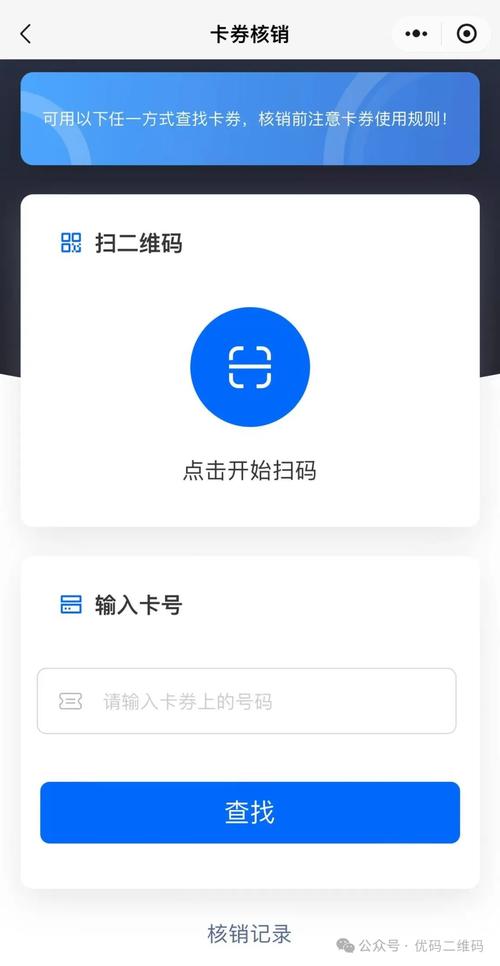 卡券核销
可用以下任一方式查找卡券，核销前注意卡券使用规则！
扫二维码
点击开始扫码
输入卡号
请输入卡券上的号码
查找
核销记录
公众号 · 优码二维码